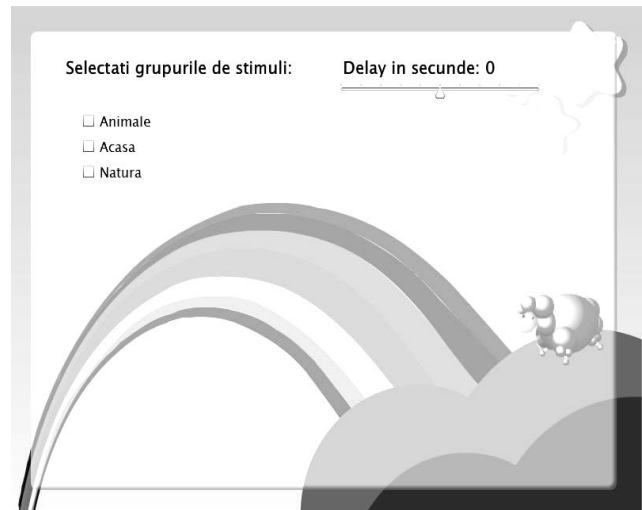 Selectati grupurile de stimuli:
Delay in secunde: 0
Animale
Acasa
Natura